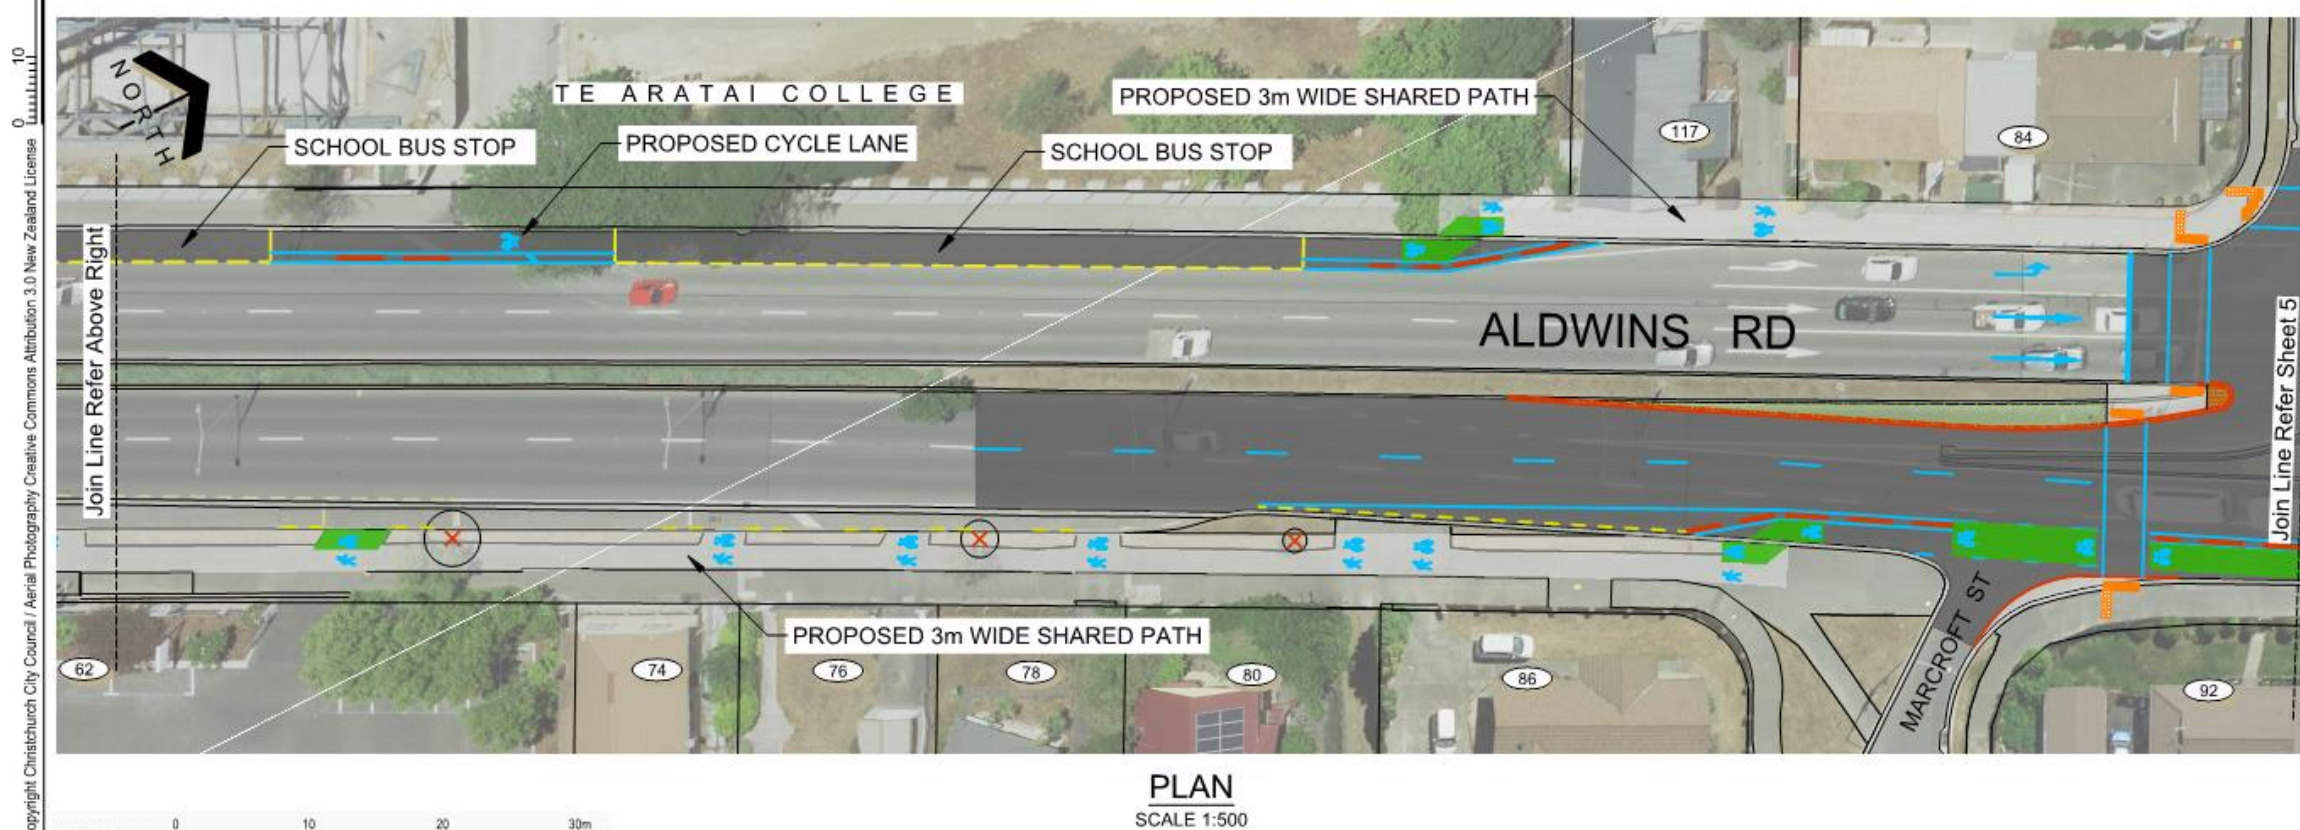 NORTH
TE ARATAI COLLEGE
PROPOSED 3m WIDE SHARED PATH
SCHOOL BUS STOP
PROPOSED CYCLE LANE
SCHOOL BUS STOP
117
84
Join Line Refer Above Right
ALDWINS RD
Join Line Refer Sheet 5
PROPOSED 3m WIDE SHARED PATH
MARCROFT ST
62
74
76
78
80
86
92
PLAN
SCALE 1:500
0
10
20
30m
0
10
opyright Christchurch City Council / Aerial Photography Creative Commons Attribution 3.0 New Zealand License